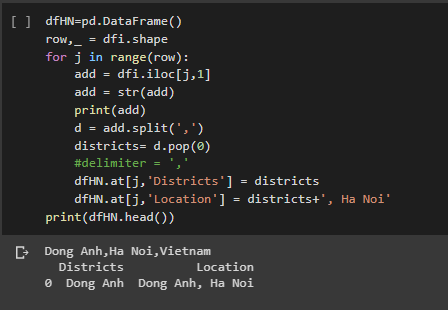 [ ] dfHN=pd.DataFrame()
row,_ = dfi.shape
for j in range(row):
    add = dfi.iloc[j,1]
    add = str(add)
    print(add)
    d = add.split(',')
    districts= d.pop(0)
    #delimiter = ','
    dfHN.at[j,'Districts'] = districts
    dfHN.at[j,'Location'] = districts+', Ha Noi'
print(dfHN.head())
Dong Anh,Ha Noi,Vietnam
  Districts          Location
0  Dong Anh  Dong Anh, Ha Noi